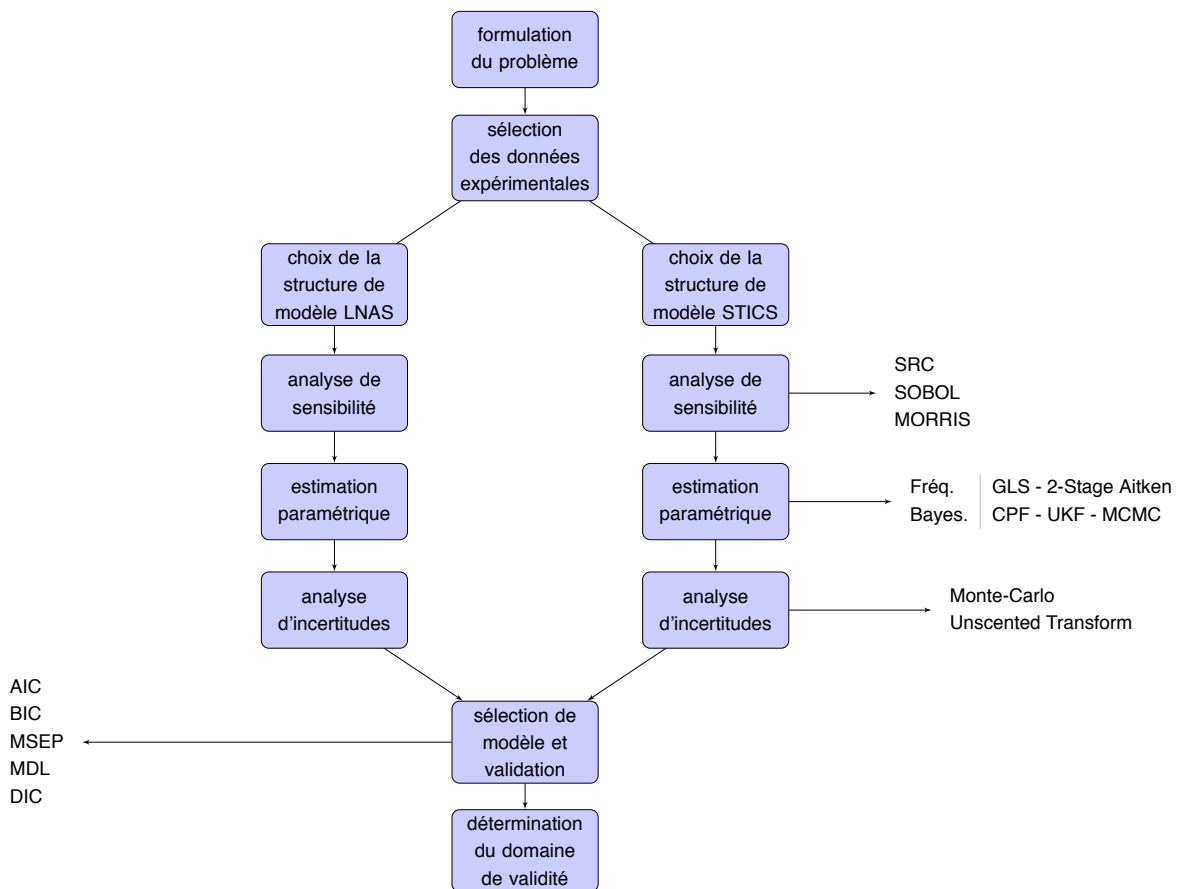 formulation
du problème
sélection
des données
expérimentales
choix de la
structure de
modèle LNAS
choix de la
structure de
modèle STICS
analyse de
sensibilité
analyse de
sensibilité
SRC
SOBOL
MORRIS
estimation
paramétrique
estimation
paramétrique
Fréq. GLS - 2-Stage Aitken
Bayes. CPF - UKF - MCMC
analyse
d'incertitudes
analyse
d'incertitudes
Monte-Carlo
Unscented Transform
AIC
BIC
MSEP
MDL
DIC
sélection de
modèle et
validation
détermination
du domaine
de validité